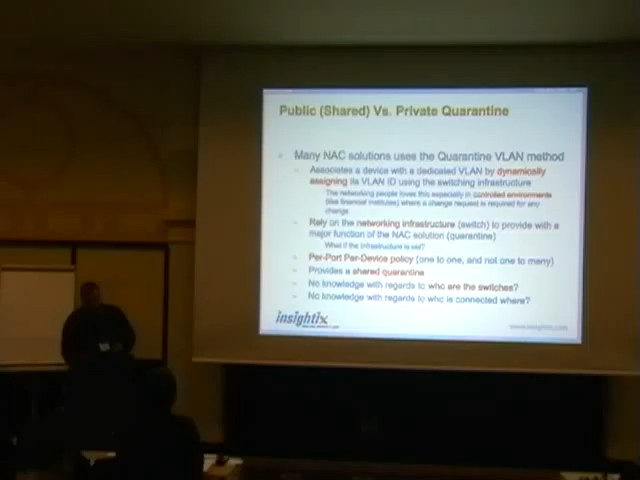 Public (Shared) Vs. Private Quarantine
Many NAC solutions uses the Quarantine VLAN method
Associates a device with a dedicated VLAN by dynamically
assigning its VLAN ID using the switching infrastructure
The networking people loves this especially in controlled environments
(like financial institutes) where a change request is required for any
change
Rely on the networking infrastructure (switch) to provide with a
major function of the NAC solution (quarantine)
What if the infrastructure is
Per-Port Per-Device policy (one to one, and not one to many)
Provides a shared quarantine
No knowledge with regards to who are the switches?
No knowledge with regards to who is connected where?
insightix
www.insightix.com